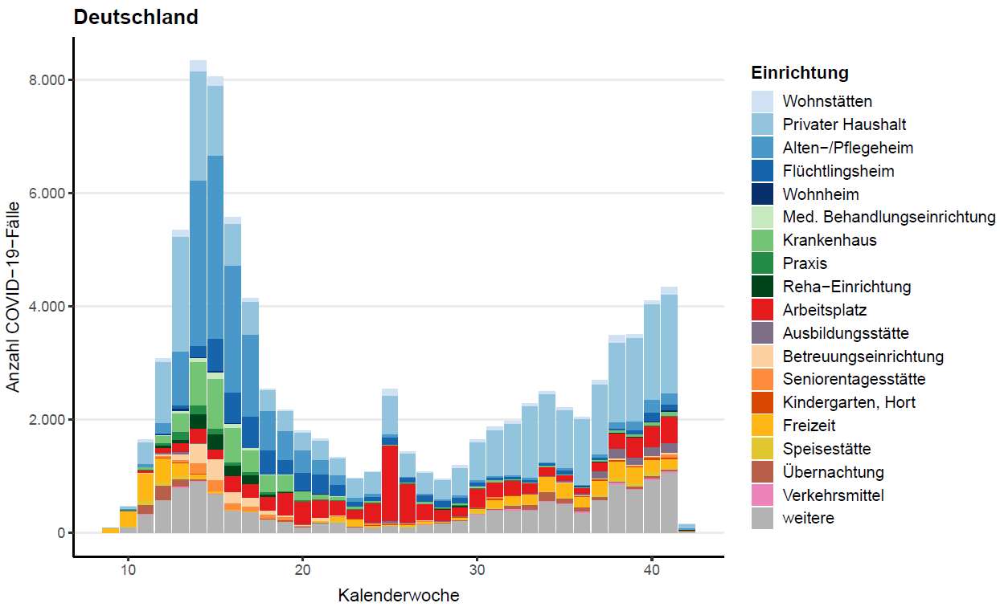 Deutschland
Anzahl COVID−19−Fälle
8.000
6.000
4.000
2.000
0
10
20
30
40
Kalenderwoche
Einrichtung
Wohnstätten
Privater Haushalt
Alten−/Pflegeheim
Flüchtlingsheim
Wohnheim
Med. Behandlungseinrichtung
Krankenhaus
Praxis
Reha−Einrichtung
Arbeitsplatz
Ausbildungsstätte
Betreuungseinrichtung
Seniorentagesstätte
Kindergarten, Hort
Freizeit
Speisestätte
Übernachtung
Verkehrsmittel
weitere